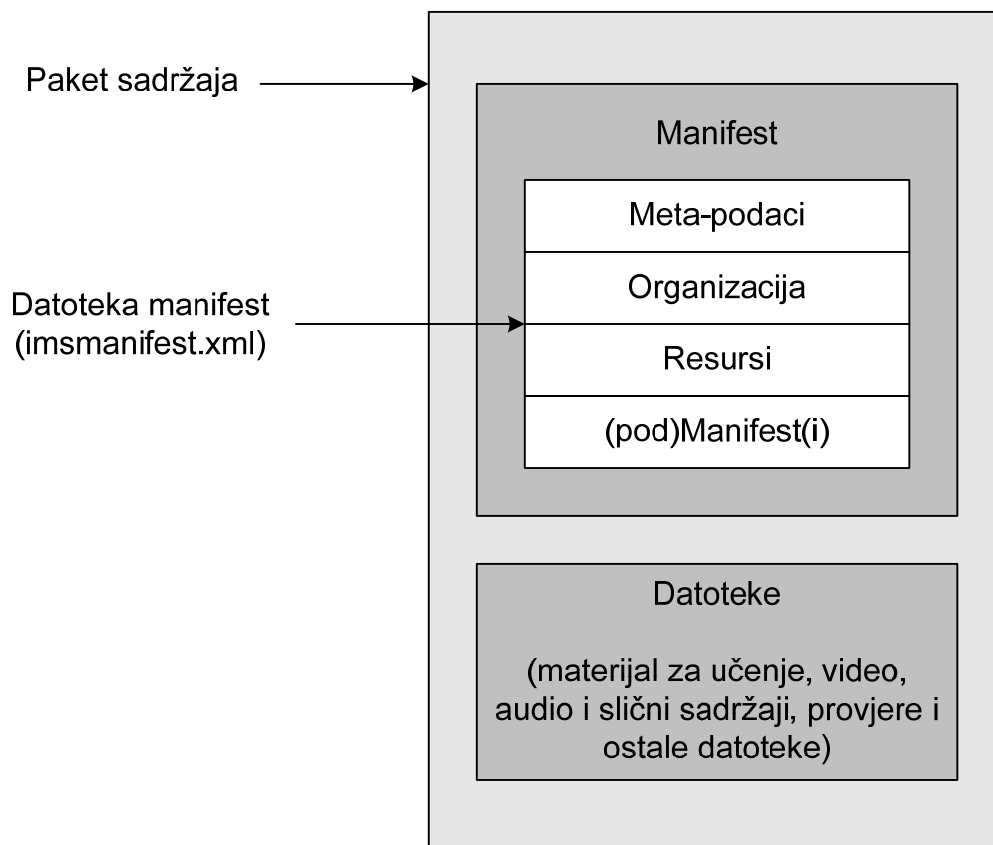 Paket sadržaja
Manifest
Meta-podaci
Organizacija
Datoteka manifest
(imsmanifest.xml)
Resursi
(pod)Manifest(i)
Datoteke
(materijal za učenje, video,
audio i slični sadržaji, provjere i
ostale datoteke)